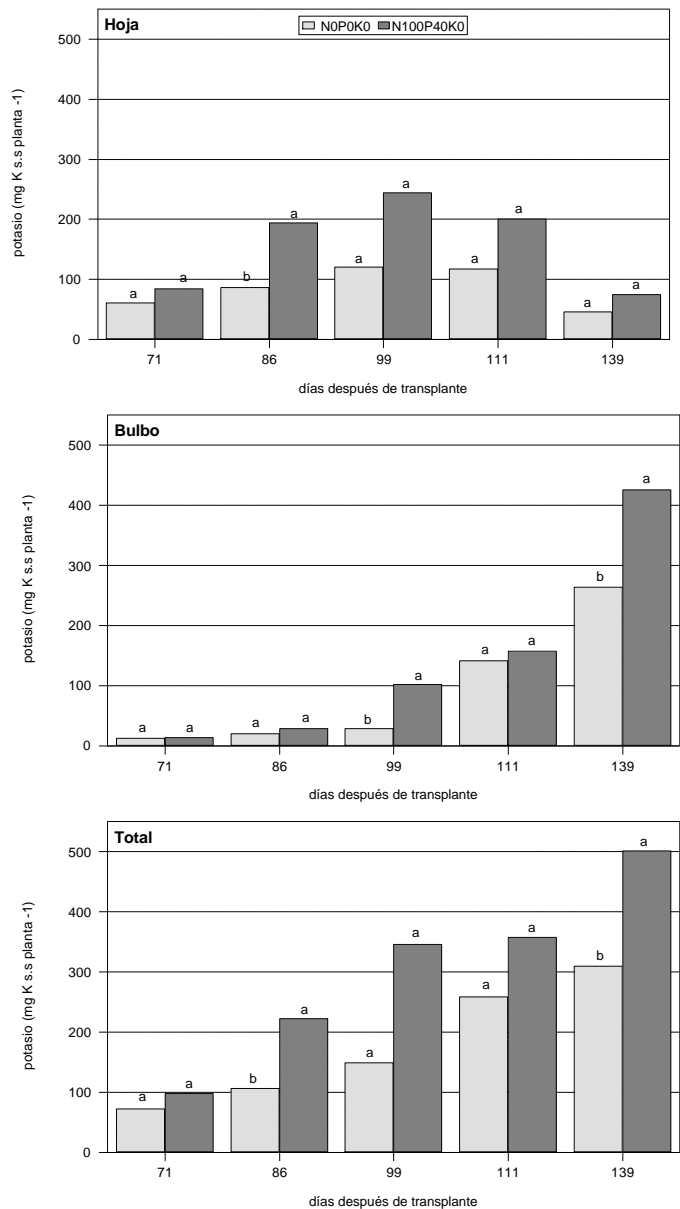 Hoja
N0P0K0 N100P40K0
potasio (mg K s.s planta -1)
500
400
300
200
100
0
a a b a a a a a a a
71 86 99 111 139
días después de transplante
Bulbo
potasio (mg K s.s planta -1)
500
400
300
200
100
0
a a a a b a a a b a
71 86 99 111 139
días después de transplante
Total
potasio (mg K s.s planta -1)
500
400
300
200
100
0
a a b a a a a a b a
71 86 99 111 139
días después de transplante